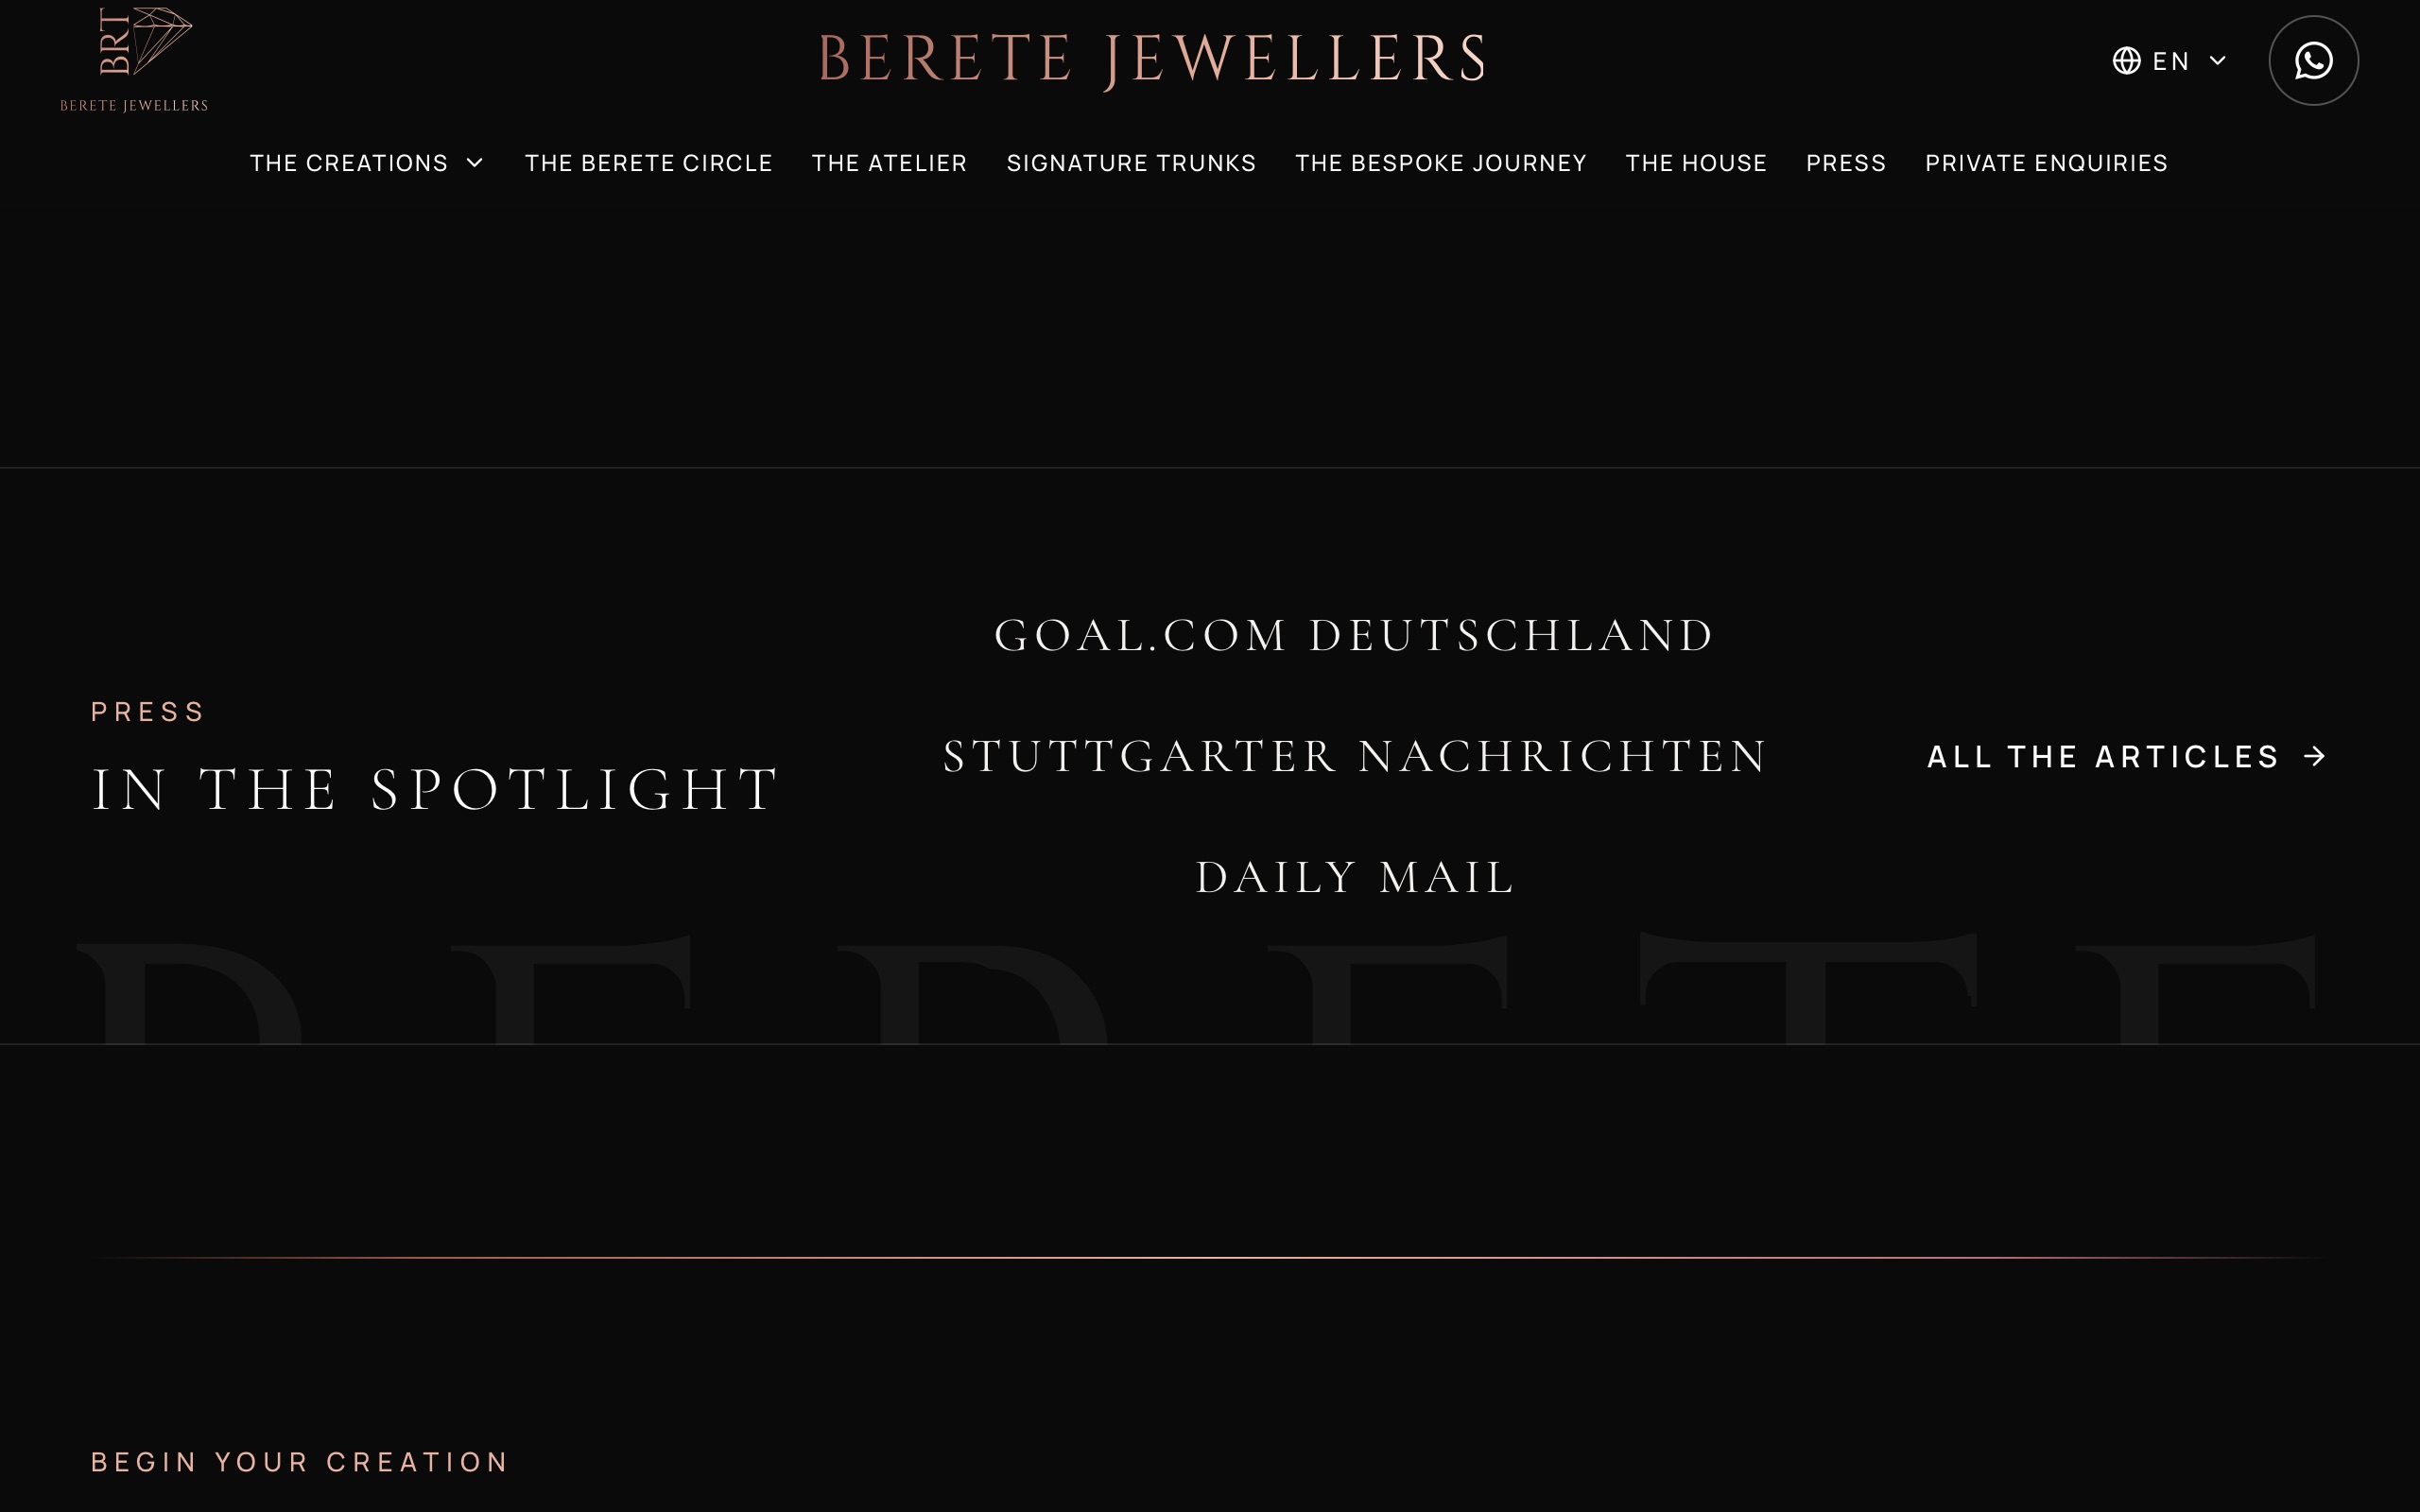 BRT
BERETE JEWELLERS
BERETE JEWELLERS
EN
THE CREATIONS THE BERETE CIRCLE THE ATELIER SIGNATURE TRUNKS THE BESPOKE JOURNEY THE HOUSE PRESS PRIVATE ENQUIRIES
PRESS
IN THE SPOTLIGHT
GOAL.COM DEUTSCHLAND
STUTTGARTER NACHRICHTEN
DAILY MAIL
ALL THE ARTICLES
BERETE
BEGIN YOUR CREATION